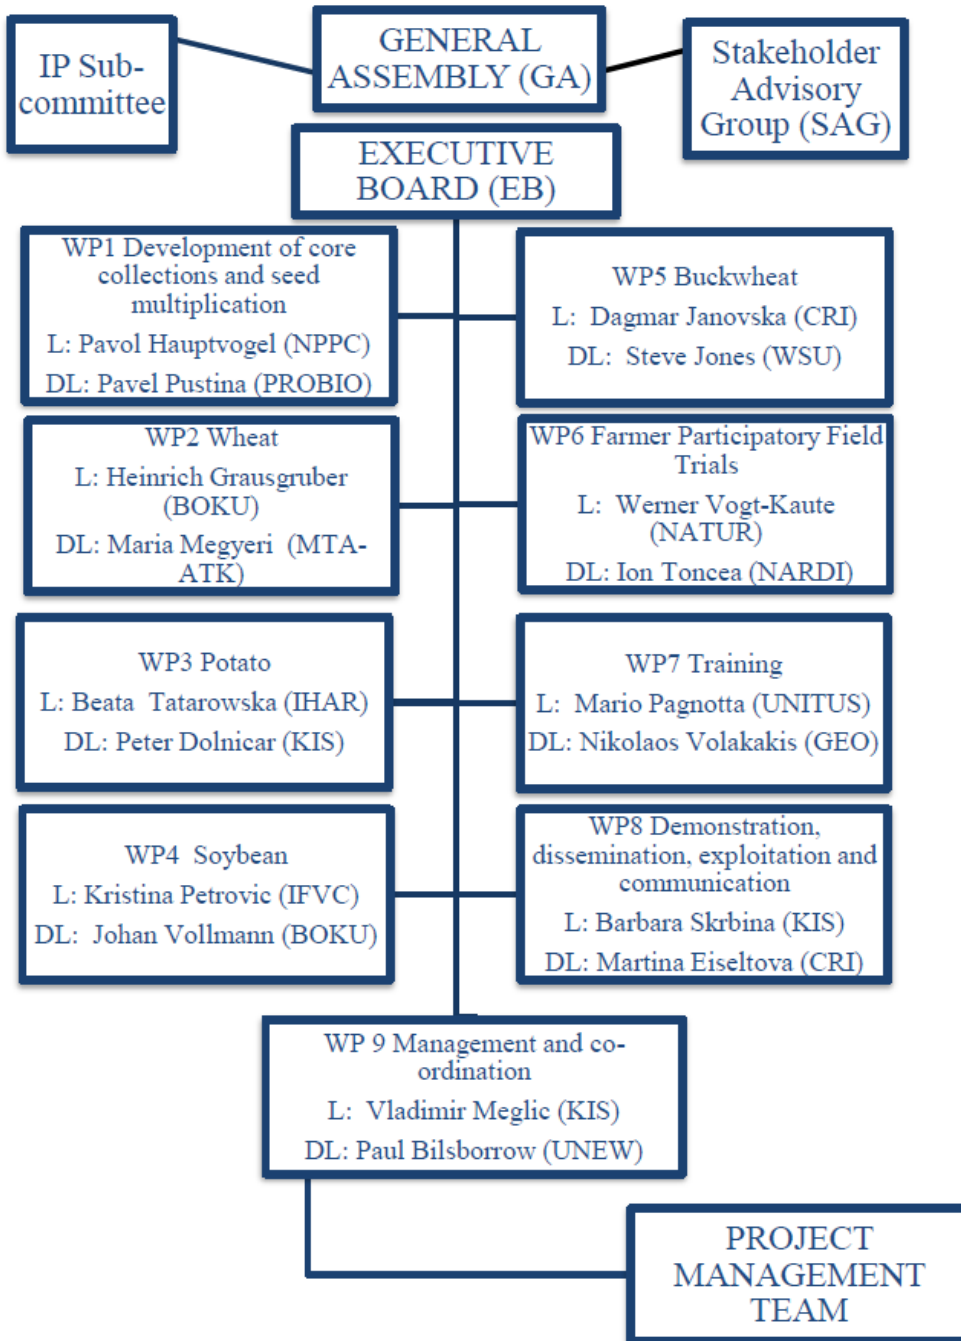 IP Sub-
committee
GENERAL
ASSEMBLY (GA)
Stakeholder
Advisory
Group (SAG)
EXECUTIVE
BOARD (EB)
WP1 Development of core
collections and seed
multiplication
L: Pavol Hauptvogel (NPPC)
DL: Pavel Pustina (PROBIO)
WP5 Buckwheat
L: Dagmar Janovska (CRI)
DL: Steve Jones (WSU)
WP2 Wheat
L: Heinrich Grausgruber
(BOKU)
DL: Maria Megyeri (MTA-
ATK)
WP6 Farmer Participatory Field
Trials
L: Werner Vogt-Kaute
(NATUR)
DL: Ion Toncea (NARDI)
WP3 Potato
L: Beata Tatarowska (IHAR)
DL: Peter Dolnicar (KIS)
WP7 Training
L: Mario Pagnotta (UNITUS)
DL: Nikolaos Volakakis (GEO)
WP4 Soybean
L: Kristina Petrovic (IFVC)
DL: Johan Vollmann (BOKU)
WP8 Demonstration,
dissemination, exploitation and
communication
L: Barbara Skrbina (KIS)
DL: Martina Eiseltova (CRI)
WP 9 Management and co-
ordination
L: Vladimir Meglic (KIS)
DL: Paul Bilsborrow (UNEW)
PROJECT
MANAGEMENT
TEAM